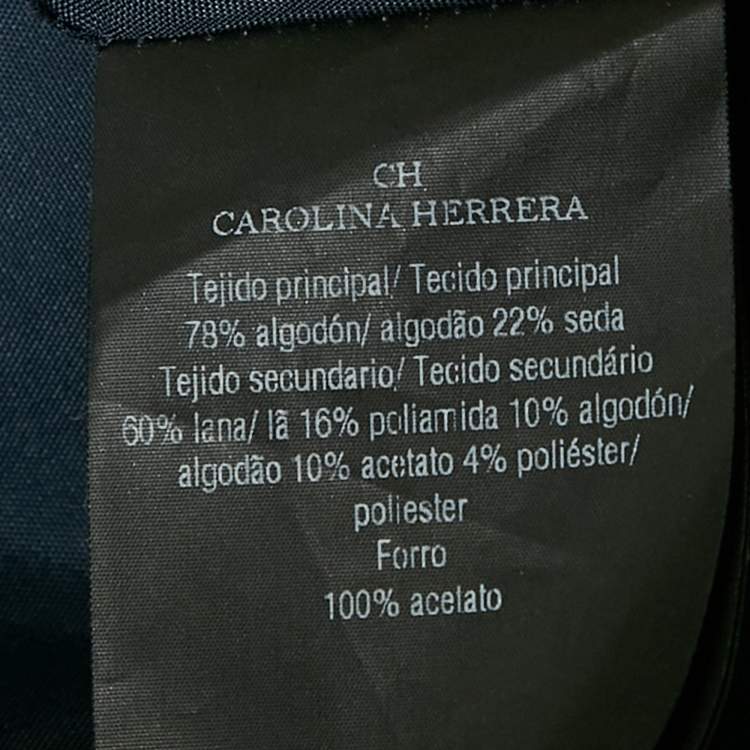 CH
CAROLINA HERRERA
Tejido principal/ Tecido principal
78% algodón/ algodão 22% seda
Tejido secundario/ Tecido secundário
60% lana/ lã 16% poliamida 10% algodón/
algodão 10% acetato 4% poliéster/
poliester
Forro
100% acetato